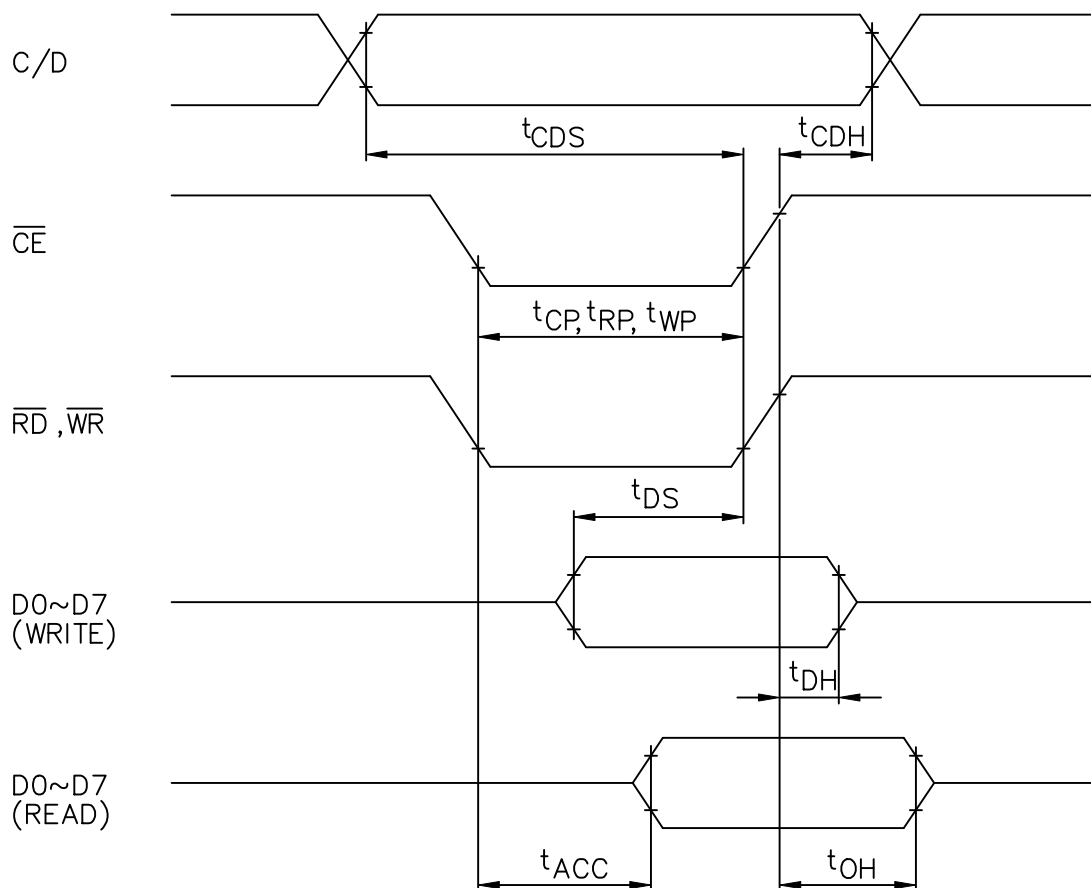 C/D
tCDS
tCDH
CE
tCP, tRP, tWP
RD ,WR
tDS
D0~D7
(WRITE)
tDH
D0~D7
(READ)
tACC
tOH